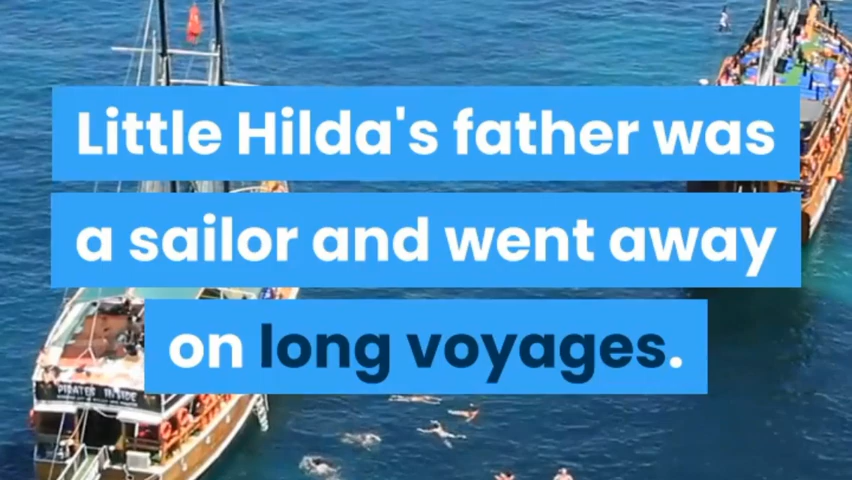 Little Hilda's father was
a sailor and went away
on long voyages.